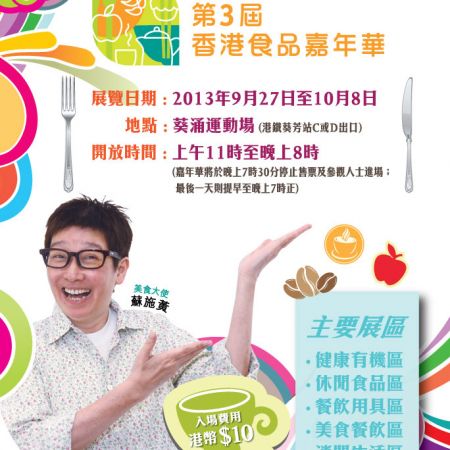 第3屆
香港食品嘉年華
展覽日期：2013年9月27日至10月8日
地點：葵涌運動場 (港鐵葵芳站C或D出口)
開放時間：上午11時至晚上8時
(嘉年華將於晚上7時30分停止售票及參觀人士進場；
最後一天則提早至晚上7時正)
美食大使
蘇施黃
入場費用
港幣$10
主要展區
·健康有機區
·休閒食品區
·餐飲用具區
·美食餐飲區